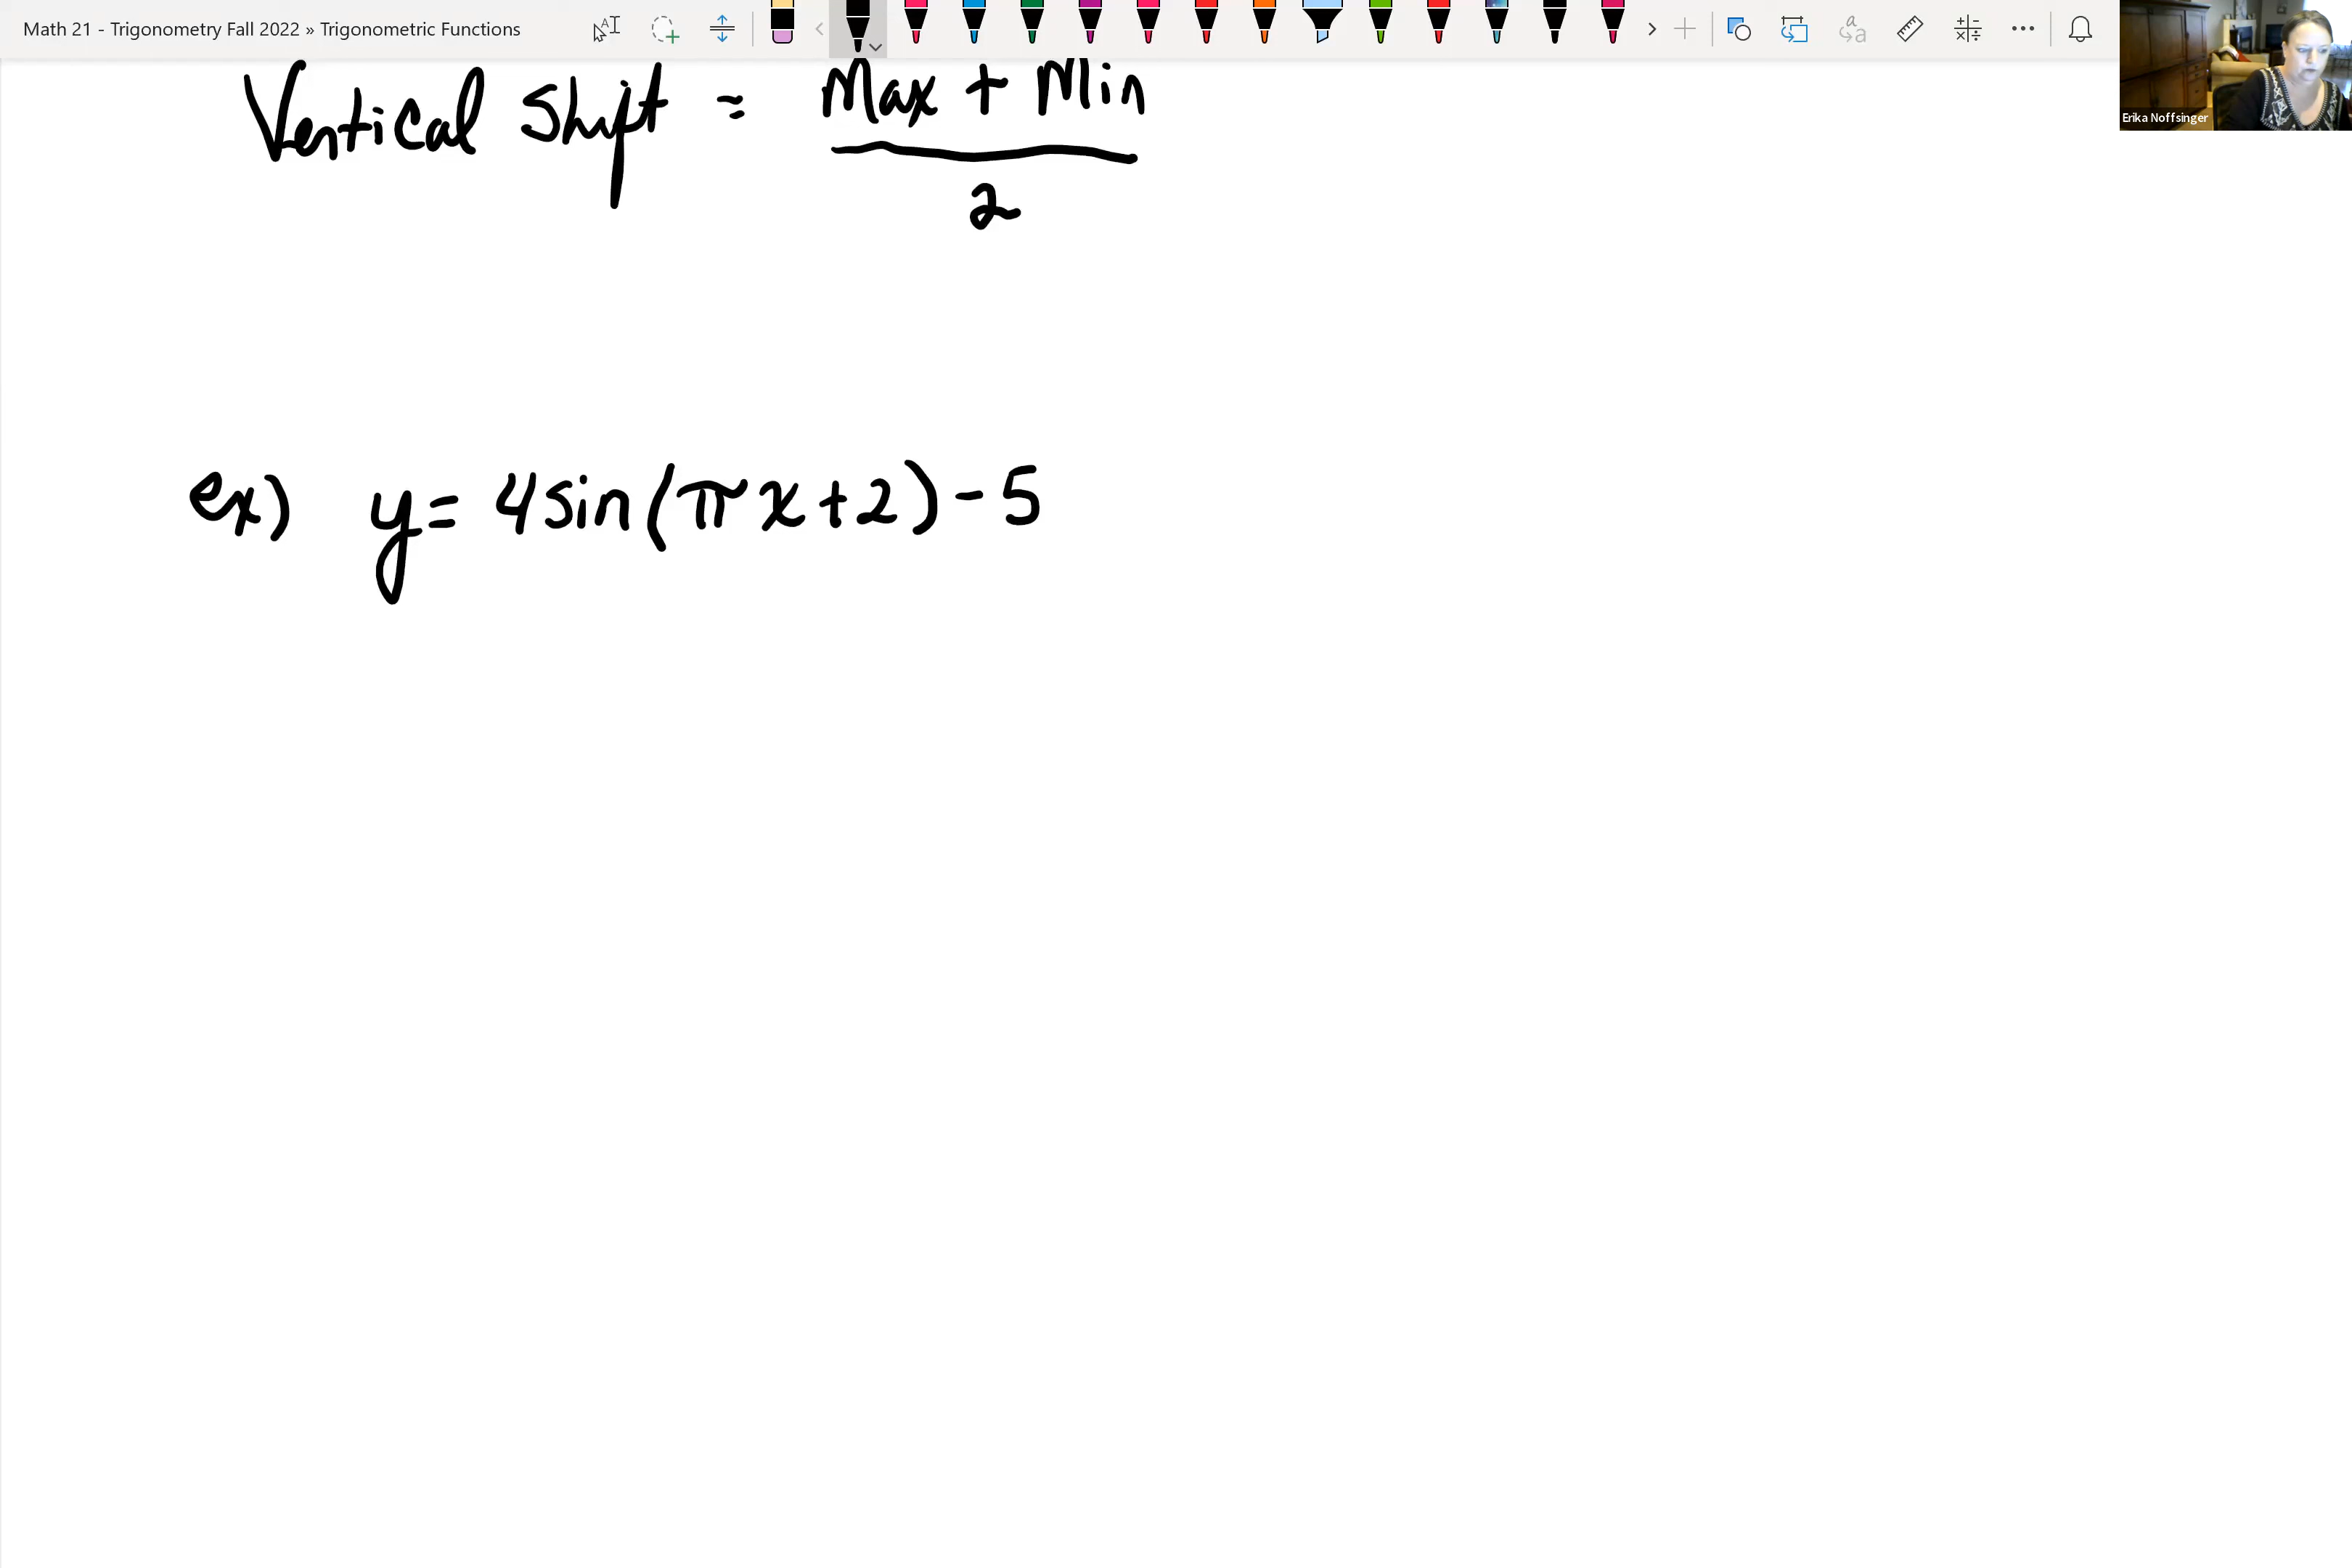 Math 21 - Trigonometry Fall 2022 » Trigonometric Functions
Erika Noffsinger
Vertical Shift = Max + Min
2
ex) y = 4sin(πx+2)-5